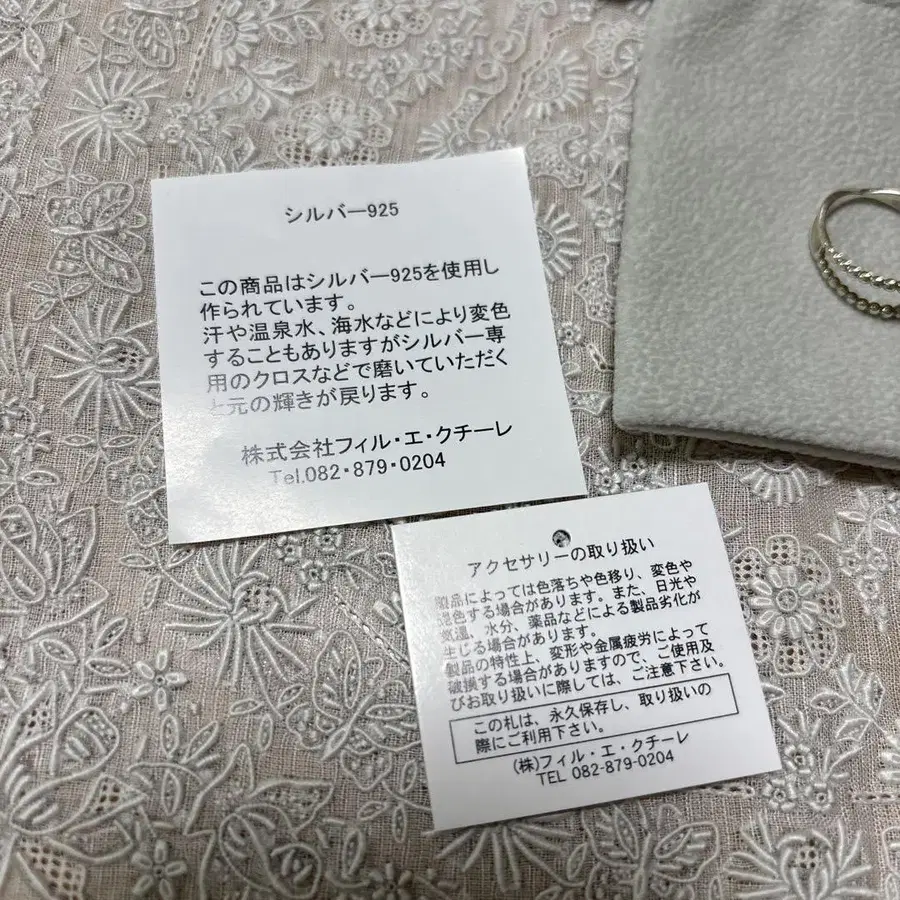 シルバー925
この商品はシルバー925を使用し
作られています。
汗や温泉水、海水などにより変色
することもありますがシルバー専
用のクロスなどで磨いていただく
と元の輝きが戻ります。
株式会社フィル・エ・クチーレ
Tel.082・879・0204
アクセサリーの取り扱い
製品によっては色落ちや色移り、変色や
退色する場合があります。また、日光や
気温、水分、薬品などによる製品劣化が
生じる場合があります。
製品の特性上、変形や金属疲労によって
破損する場合がありますので、ご使用及
びお取り扱いに際しては、ご注意下さい。
この札は、永久保存し、取り扱いの
際にご利用下さい。
(株)フィル・エ・クチーレ
TEL 082-879-0204